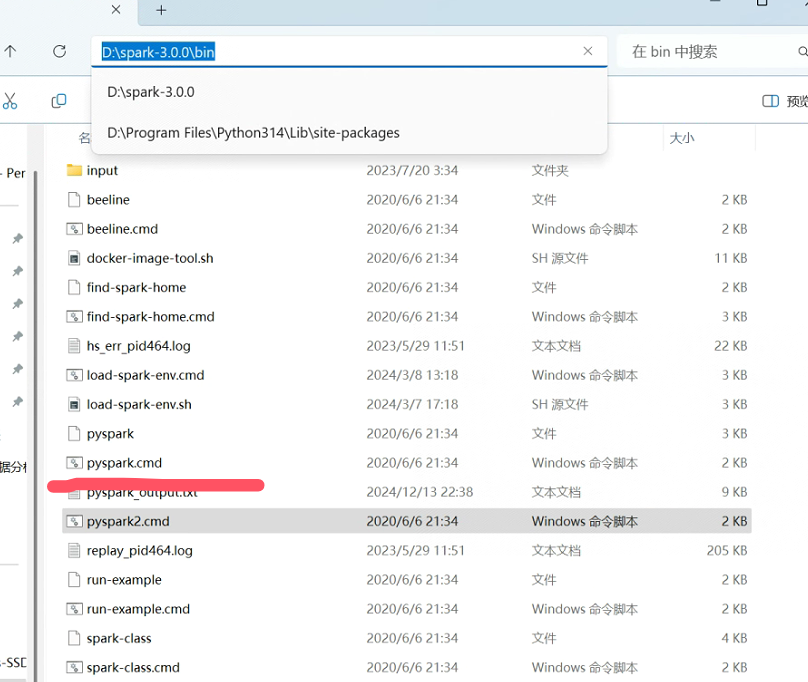 D:\spark-3.0.0\bin
在 bin 中搜索
D:\spark-3.0.0
预览
D:\Program Files\Python314\Lib\site-packages
名
大小
- Per
input 2023/7/20 3:34 文件夹
beeline 2020/6/6 21:34 文件 2 KB
beeline.cmd 2020/6/6 21:34 Windows 命令脚本 2 KB
docker-image-tool.sh 2020/6/6 21:34 SH 源文件 11 KB
find-spark-home 2020/6/6 21:34 文件 2 KB
find-spark-home.cmd 2020/6/6 21:34 Windows 命令脚本 3 KB
hs_err_pid464.log 2023/5/29 11:51 文本文档 22 KB
load-spark-env.cmd 2024/3/8 13:18 Windows 命令脚本 3 KB
load-spark-env.sh 2024/3/7 17:18 SH 源文件 3 KB
pyspark 2020/6/6 21:34 文件 3 KB
据分析
pyspark.cmd 2020/6/6 21:34 Windows 命令脚本 2 KB
pyspark_output.txt 2024/12/13 22:38 文本文档 9 KB
pyspark2.cmd 2020/6/6 21:34 Windows 命令脚本 2 KB
replay_pid464.log 2023/5/29 11:51 文本文档 205 KB
run-example 2020/6/6 21:34 文件 2 KB
run-example.cmd 2020/6/6 21:34 Windows 命令脚本 2 KB
spark-class 2020/6/6 21:34 文件 4 KB
s-SSD
spark-class.cmd 2020/6/6 21:34 Windows 命令脚本 2 KB